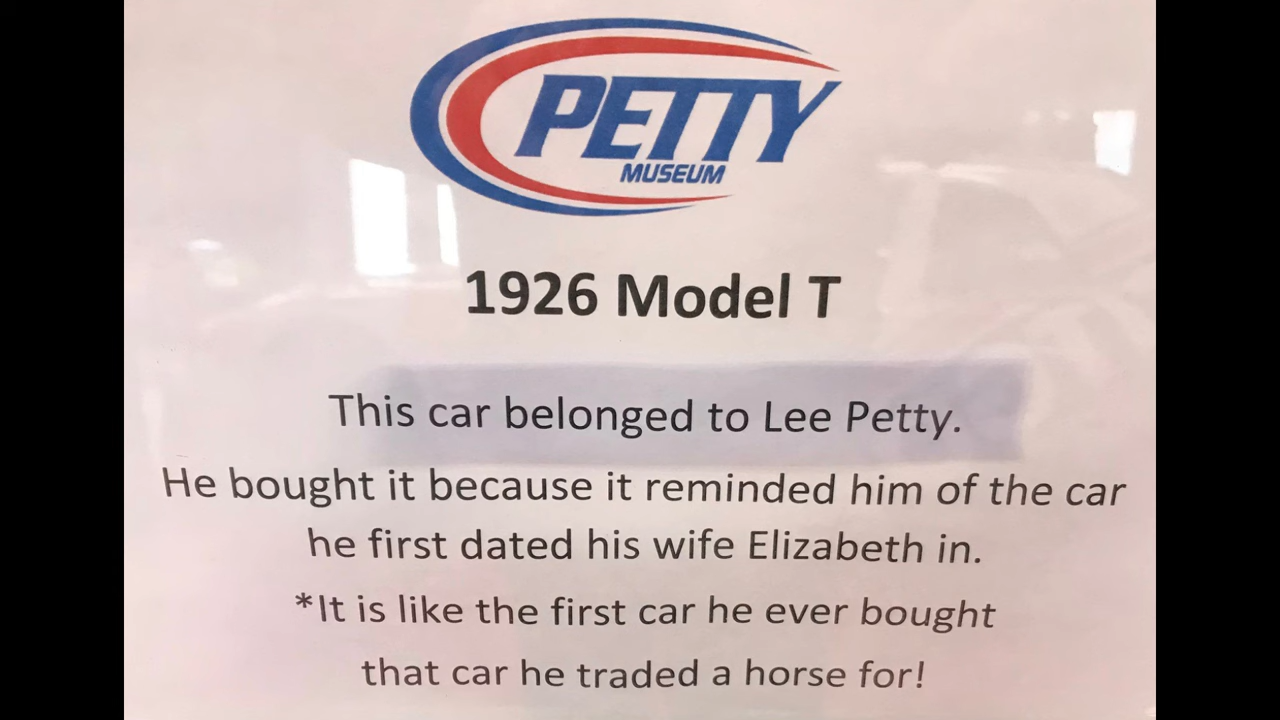 PETTY
MUSEUM
1926 Model T
This car belonged to Lee Petty.
He bought it because it reminded him of the car
he first dated his wife Elizabeth in.
*It is like the first car he ever bought
that car he traded a horse for!